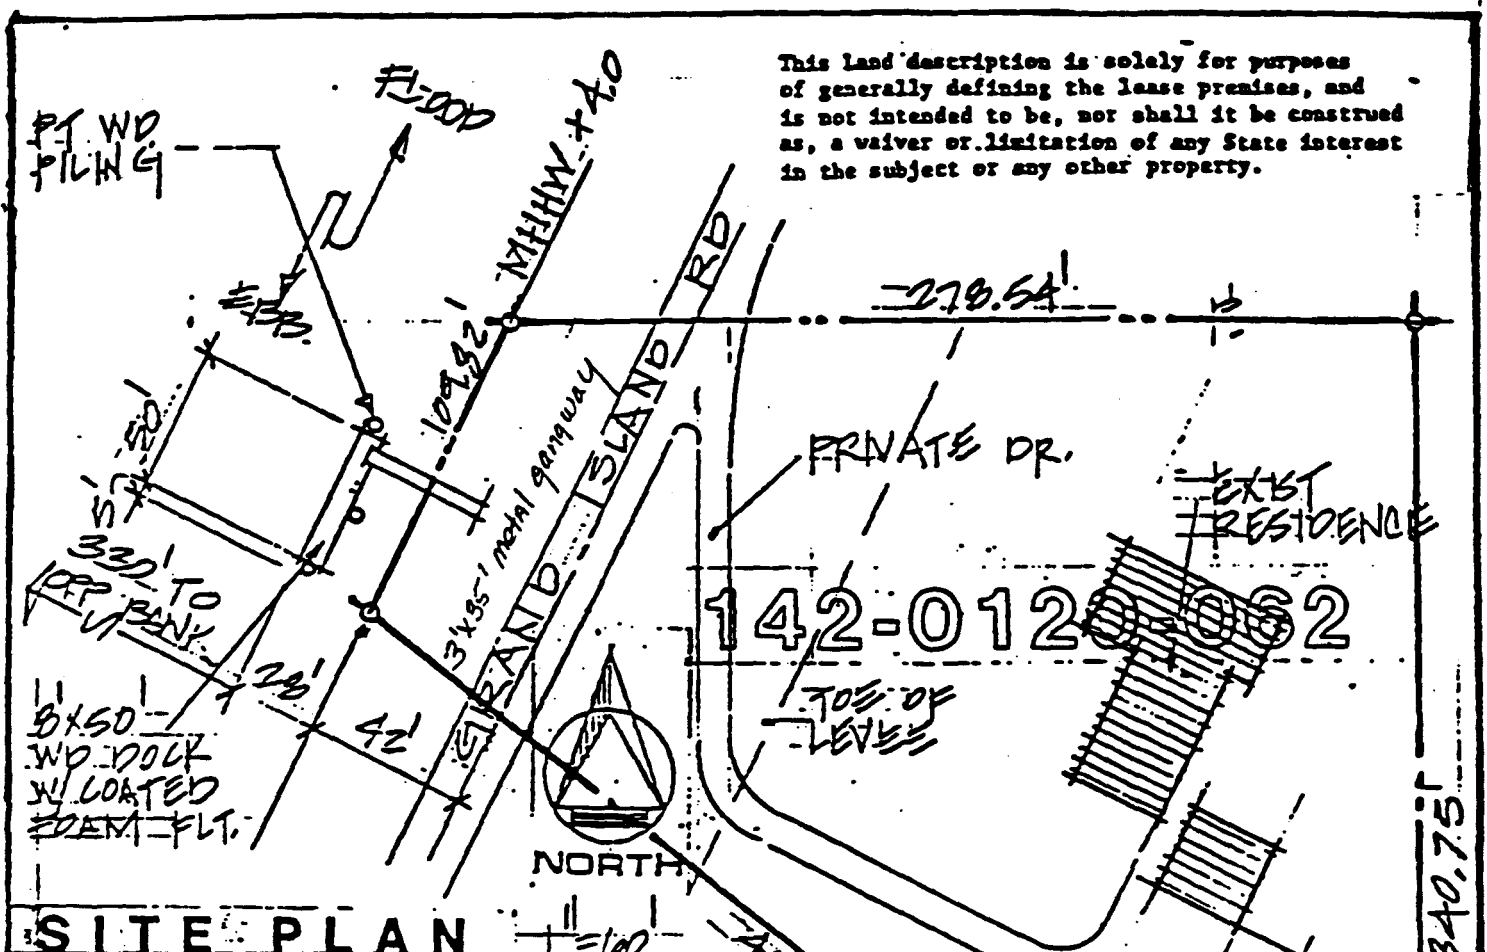 This Land description is solely for purposes
of generally defining the lease premises, and
is not intended to be, nor shall it be construed
as, a waiver or limitation of any State interest
in the subject or any other property.
FLOOD
PT WD
PILING
MHHW +4.0
EBB
109.82'
278.54'
GRAND ISLAND RD
50'
5'
3'x35' metal gangway
PRIVATE DR.
EXIST
RESIDENCE
330' TO
OPP
BANK
142-0120-062
28'
42'
TOE OF
LEVEE
8'X50'
WD DOCK
W/ COATED
FOAM FLT.
NORTH
340.75'
SITE PLAN